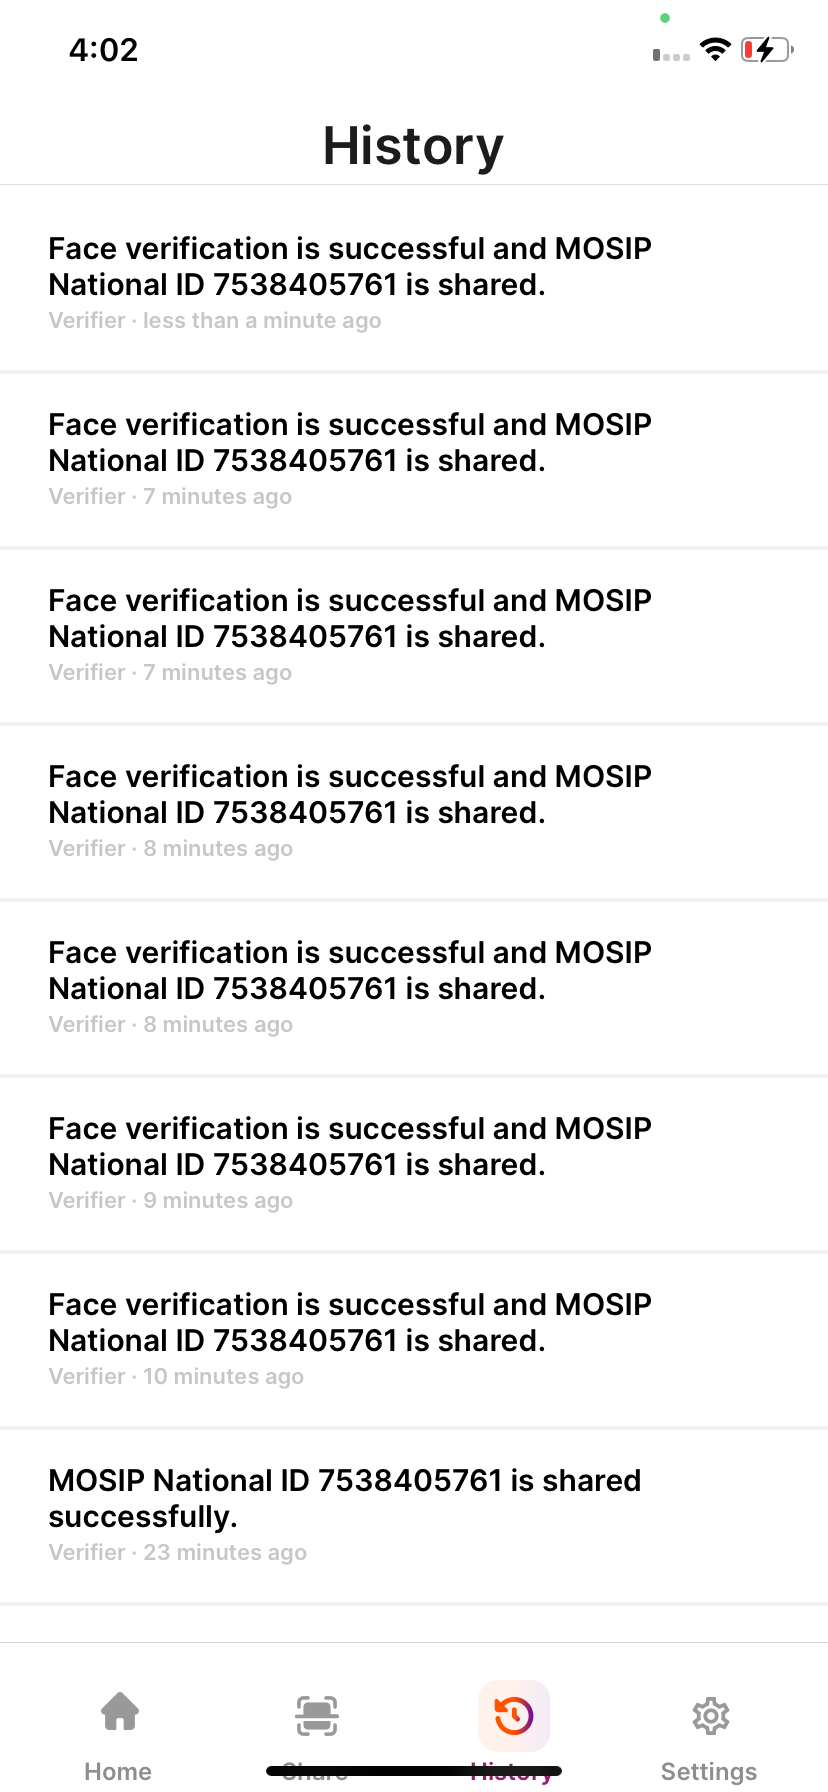 4:02
History
Face verification is successful and MOSIP
National ID 7538405761 is shared.
Verifier · less than a minute ago
Face verification is successful and MOSIP
National ID 7538405761 is shared.
Verifier · 7 minutes ago
Face verification is successful and MOSIP
National ID 7538405761 is shared.
Verifier · 7 minutes ago
Face verification is successful and MOSIP
National ID 7538405761 is shared.
Verifier · 8 minutes ago
Face verification is successful and MOSIP
National ID 7538405761 is shared.
Verifier · 8 minutes ago
Face verification is successful and MOSIP
National ID 7538405761 is shared.
Verifier · 9 minutes ago
Face verification is successful and MOSIP
National ID 7538405761 is shared.
Verifier · 10 minutes ago
MOSIP National ID 7538405761 is shared
successfully.
Verifier · 23 minutes ago
Home Share History Settings